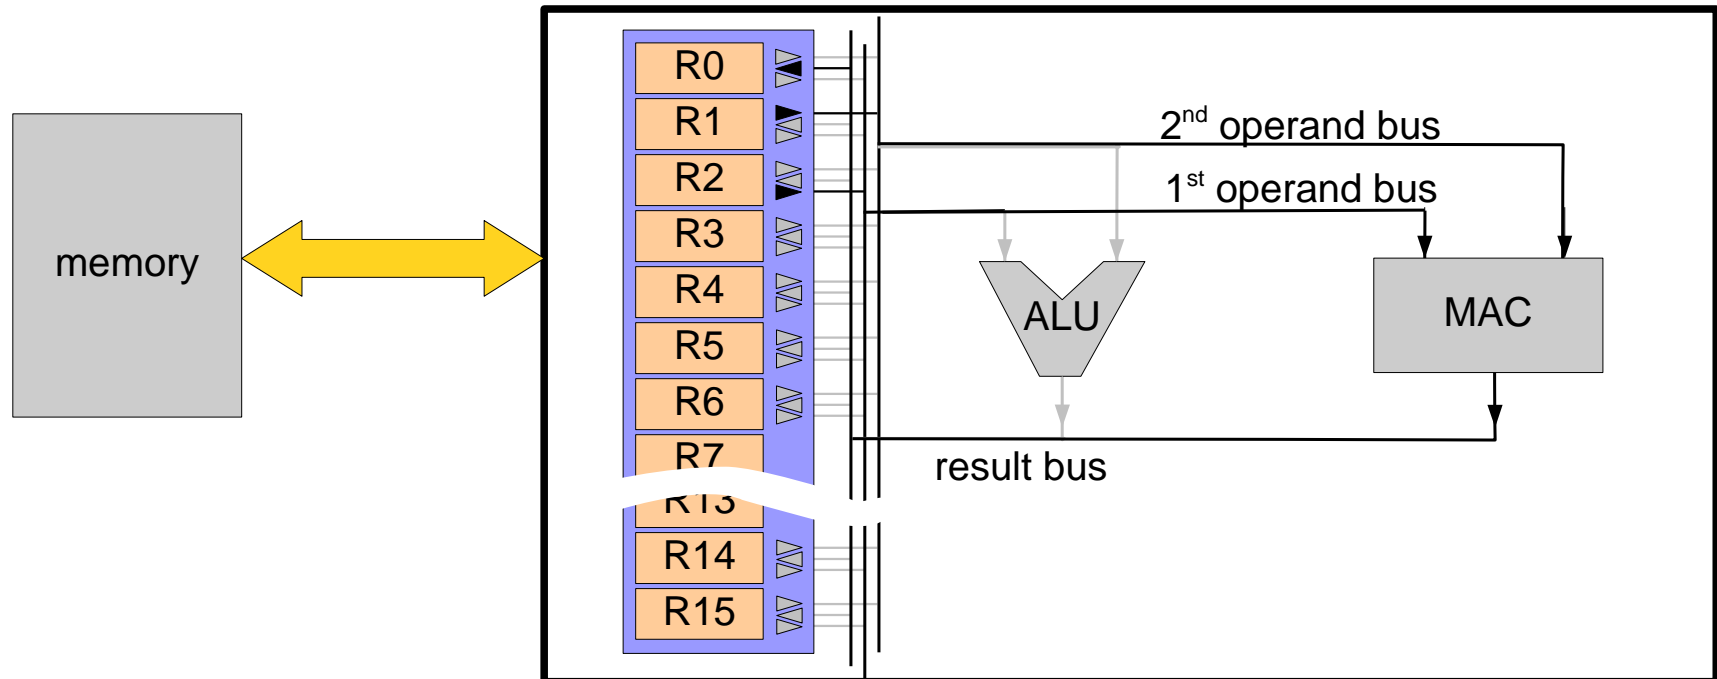 memory
R0
R1
R2
R3
R4
R5
R6
R7
R13
R14
R15
2nd operand bus
1st operand bus
ALU
MAC
result bus